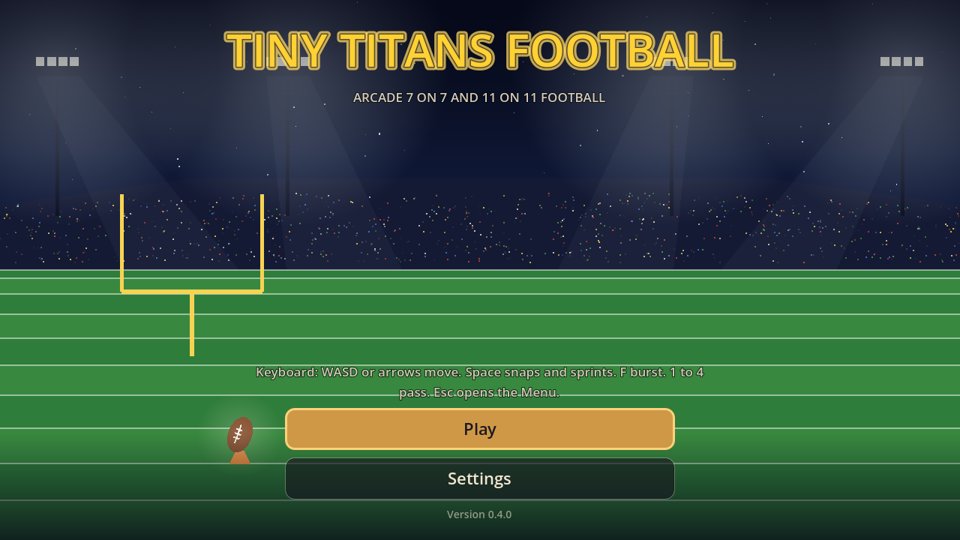 TINY TITANS FOOTBALL
ARCADE 7 ON 7 AND 11 ON 11 FOOTBALL
Keyboard: WASD or arrows move. Space snaps and sprints. F burst. 1 to 4
pass. Esc opens the Menu.
Play
Settings
Version 0.4.0